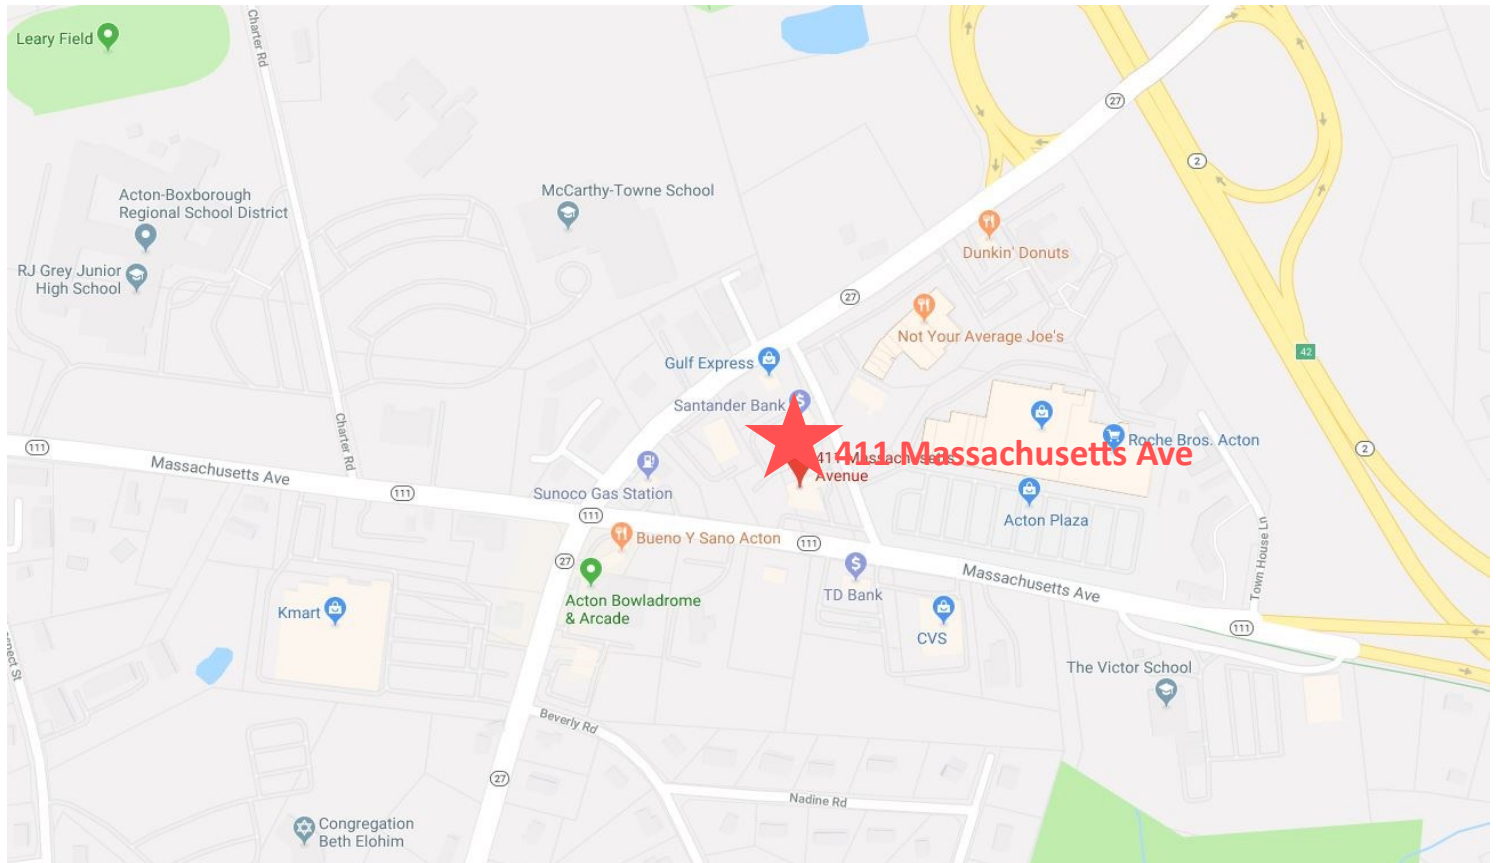 Leary Field
Charter Rd
27
2
McCarthy-Towne School
Acton-Boxborough
Regional School District
RJ Grey Junior
High School
Dunkin' Donuts
27
Not Your Average Joe's
42
Gulf Express
Santander Bank
Charter Rd
111
Massachusetts Ave
111
411 Massachusetts Ave
411 Massachusetts
Avenue
Roche Bros. Acton
2
Sunoco Gas Station
Acton Plaza
111
Bueno Y Sano Acton
111
27
Town House Ln
Massachusetts Ave
TD Bank
Acton Bowladrome
& Arcade
Kmart
CVS
111
The Victor School
Beverly Rd
27
Nadine Rd
Congregation
Beth Elohim